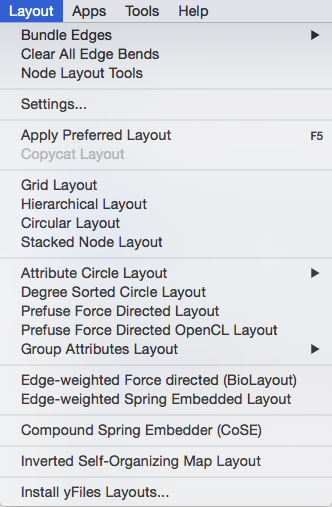 Layout Apps Tools Help
Bundle Edges ▶
Clear All Edge Bends
Node Layout Tools
Settings...
Apply Preferred Layout F5
Copycat Layout
Grid Layout
Hierarchical Layout
Circular Layout
Stacked Node Layout
Attribute Circle Layout ▶
Degree Sorted Circle Layout
Prefuse Force Directed Layout
Prefuse Force Directed OpenCL Layout
Group Attributes Layout ▶
Edge-weighted Force directed (BioLayout)
Edge-weighted Spring Embedded Layout
Compound Spring Embedder (CoSE)
Inverted Self-Organizing Map Layout
Install yFiles Layouts...